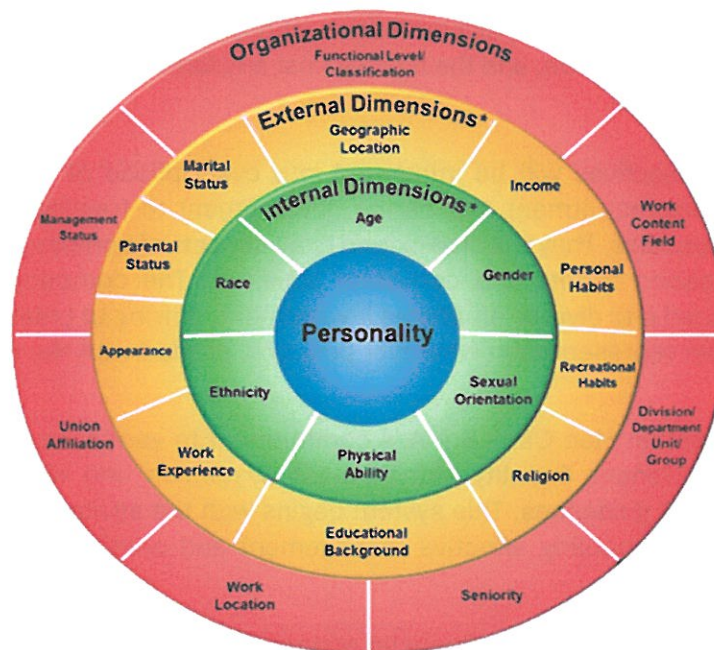 Organizational Dimensions
Functional Level/
Classification
External Dimensions*
Geographic
Location
Marital
Status
Income
Internal Dimensions*
Age
Management
Status
Work
Content
Field
Parental
Status
Personal
Habits
Race
Gender
Personality
Appearance
Recreational
Habits
Ethnicity
Sexual
Orientation
Union
Affiliation
Division/
Department
Unit/
Group
Work
Experience
Physical
Ability
Religion
Educational
Background
Work
Location
Seniority